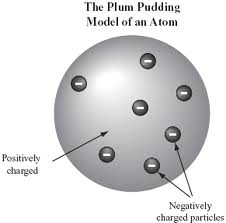 The Plum Pudding
Model of an Atom
Positively
charged
Negatively
charged particles